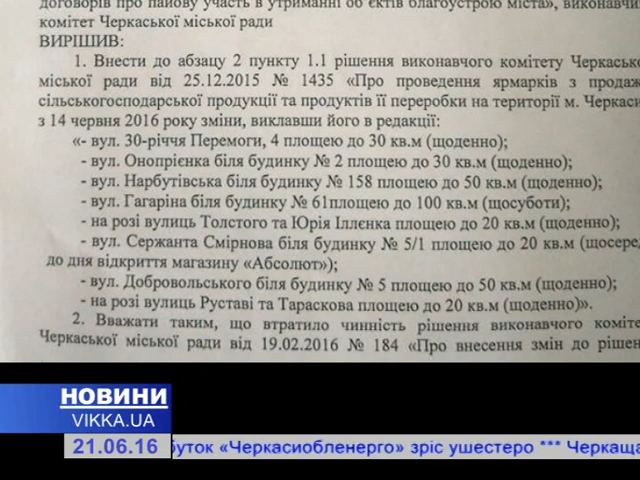 договорів про пайову участь в утриманні об'єктів благоустрою міста», виконавчи
комітет Черкаської міської ради
ВИРІШИВ:
1. Внести до абзацу 2 пункту 1.1 рішення виконавчого комітету Черкасько
міської ради від 25.12.2015 № 1435 «Про проведення ярмарків з продаж
сільськогосподарської продукції та продуктів її переробки на території м. Черкаси
з 14 червня 2016 року зміни, виклавши його в редакції:
«- вул. 30-річчя Перемоги, 4 площею до 30 кв.м (щоденно);
- вул. Онопрієнка біля будинку № 2 площею до 30 кв.м (щоденно);
- вул. Нарбутівська біля будинку № 158 площею до 50 кв.м (щоденно);
- вул. Гагаріна біля будинку № 61площею до 100 кв.м (щосуботи);
- на розі вулиць Толстого та Юрія Іллєнка площею до 20 кв.м (щоденно);
- вул. Сержанта Смірнова біля будинку № 5/1 площею до 20 кв.м (щосеред
до дня відкриття магазину «Абсолют»);
- вул. Добровольського біля будинку № 5 площею до 50 кв.м (щоденно);
- на розі вулиць Руставі та Тараскова площею до 20 кв.м (щоденно)».
2. Вважати таким, що втратило чинність рішення виконавчого коміте
Черкаської міської ради від 19.02.2016 № 184 «Про внесення змін до рішен
НОВИНИ
VIKKA.UA
21.06.16 буток «Черкасиобленерго» зріс ушестеро *** Черкаща